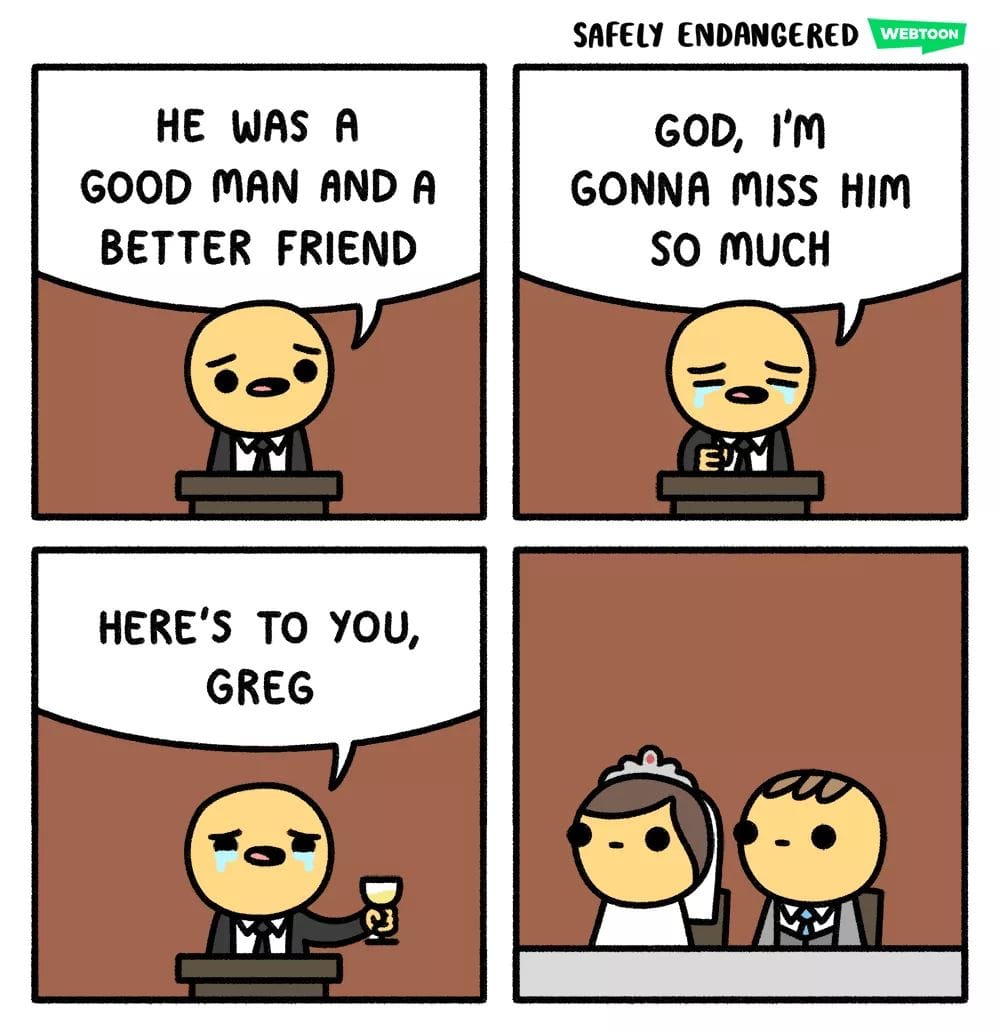 SAFELY ENDANGERED WEBTOON
HE WAS A
GOOD MAN AND A
BETTER FRIEND
GOD, I'M
GONNA MISS HIM
SO MUCH
HERE'S TO YOU,
GREG